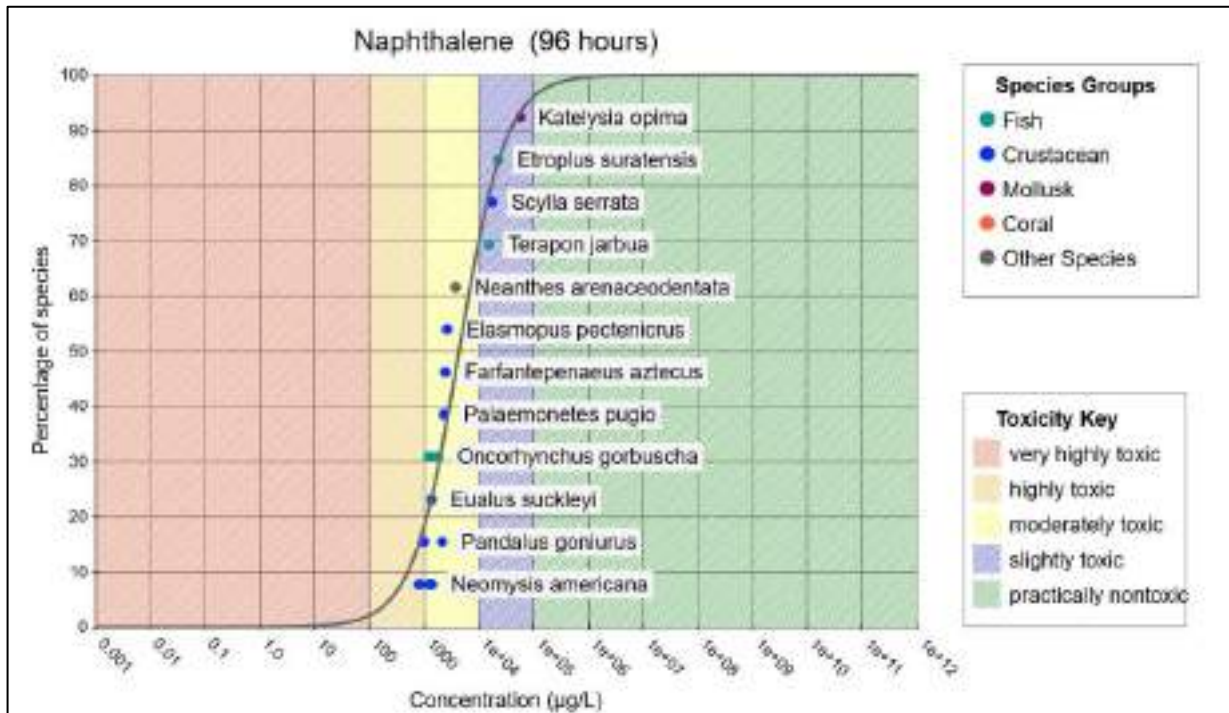 Naphthalene (96 hours)
100
90
80
70
60
50
40
30
20
10
0
Percentage of species
Katelysia opima
Etroplus suratensis
Scylla serrata
Terapon jarbua
Neanthes arenaceodentata
Elasmopus pectenicrus
Farfantepenaeus aztecus
Palaemonetes pugio
Oncorhynchus gorbuscha
Eualus suckleyi
Pandalus goniurus
Neomysis americana
0.001
0.01
0.1
1.0
10
100
1000
1e+04
1e+05
1e+06
1e+07
1e+08
1e+09
1e+10
1e+11
1e+12
Concentration (µg/L)
Species Groups
Fish
Crustacean
Mollusk
Coral
Other Species
Toxicity Key
very highly toxic
highly toxic
moderately toxic
slightly toxic
practically nontoxic